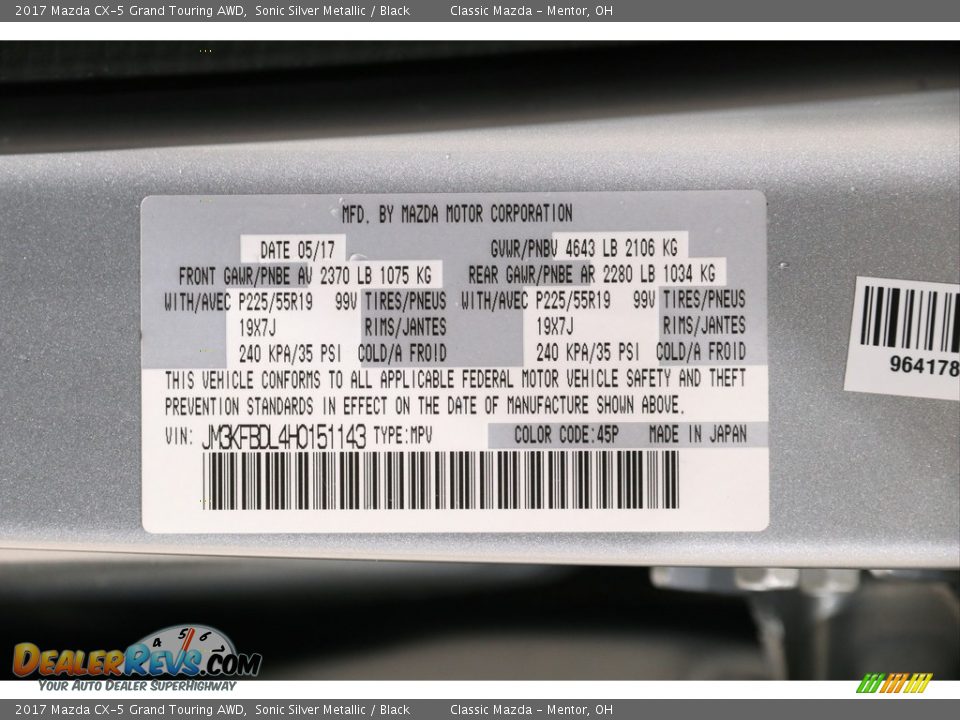 2017 Mazda CX-5 Grand Touring AWD, Sonic Silver Metallic / Black Classic Mazda - Mentor, OH
MFD. BY MAZDA MOTOR CORPORATION
DATE 05/17 GVWR/PNBV 4643 LB 2106 KG
FRONT GAWR/PNBE AV 2370 LB 1075 KG REAR GAWR/PNBE AR 2280 LB 1034 KG
WITH/AVEC P225/55R19 99V TIRES/PNEUS WITH/AVEC P225/55R19 99V TIRES/PNEUS
19X7J RIMS/JANTES 19X7J RIMS/JANTES
240 KPA/35 PSI COLD/A FROID 240 KPA/35 PSI COLD/A FROID
THIS VEHICLE CONFORMS TO ALL APPLICABLE FEDERAL MOTOR VEHICLE SAFETY AND THEFT
PREVENTION STANDARDS IN EFFECT ON THE DATE OF MANUFACTURE SHOWN ABOVE.
VIN: JM3KFBDL4H0151143 TYPE:MPV COLOR CODE:45P MADE IN JAPAN
964178
4 5 6
DEALERREVS.COM
YOUR AUTO DEALER SUPERHIGHWAY
2017 Mazda CX-5 Grand Touring AWD, Sonic Silver Metallic / Black Classic Mazda - Mentor, OH